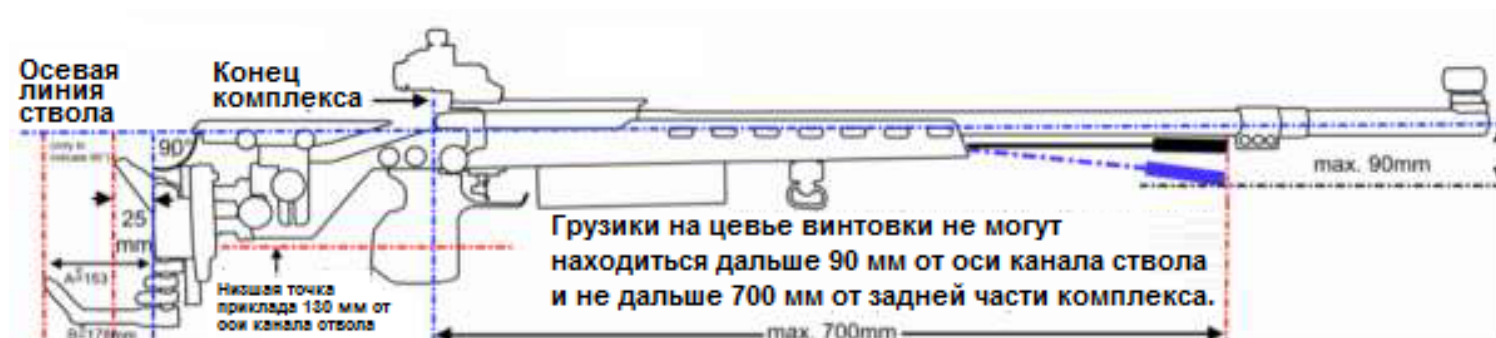 Осевая
линия
ствола
Конец
комплекса
90°
max. 90mm
25
mm
A=153
B=178mm
Низшая точка
приклада 130 мм от
оси канала ствола
Грузики на цевье винтовки не могут
находиться дальше 90 мм от оси канала ствола
и не дальше 700 мм от задней части комплекса.
max. 700mm